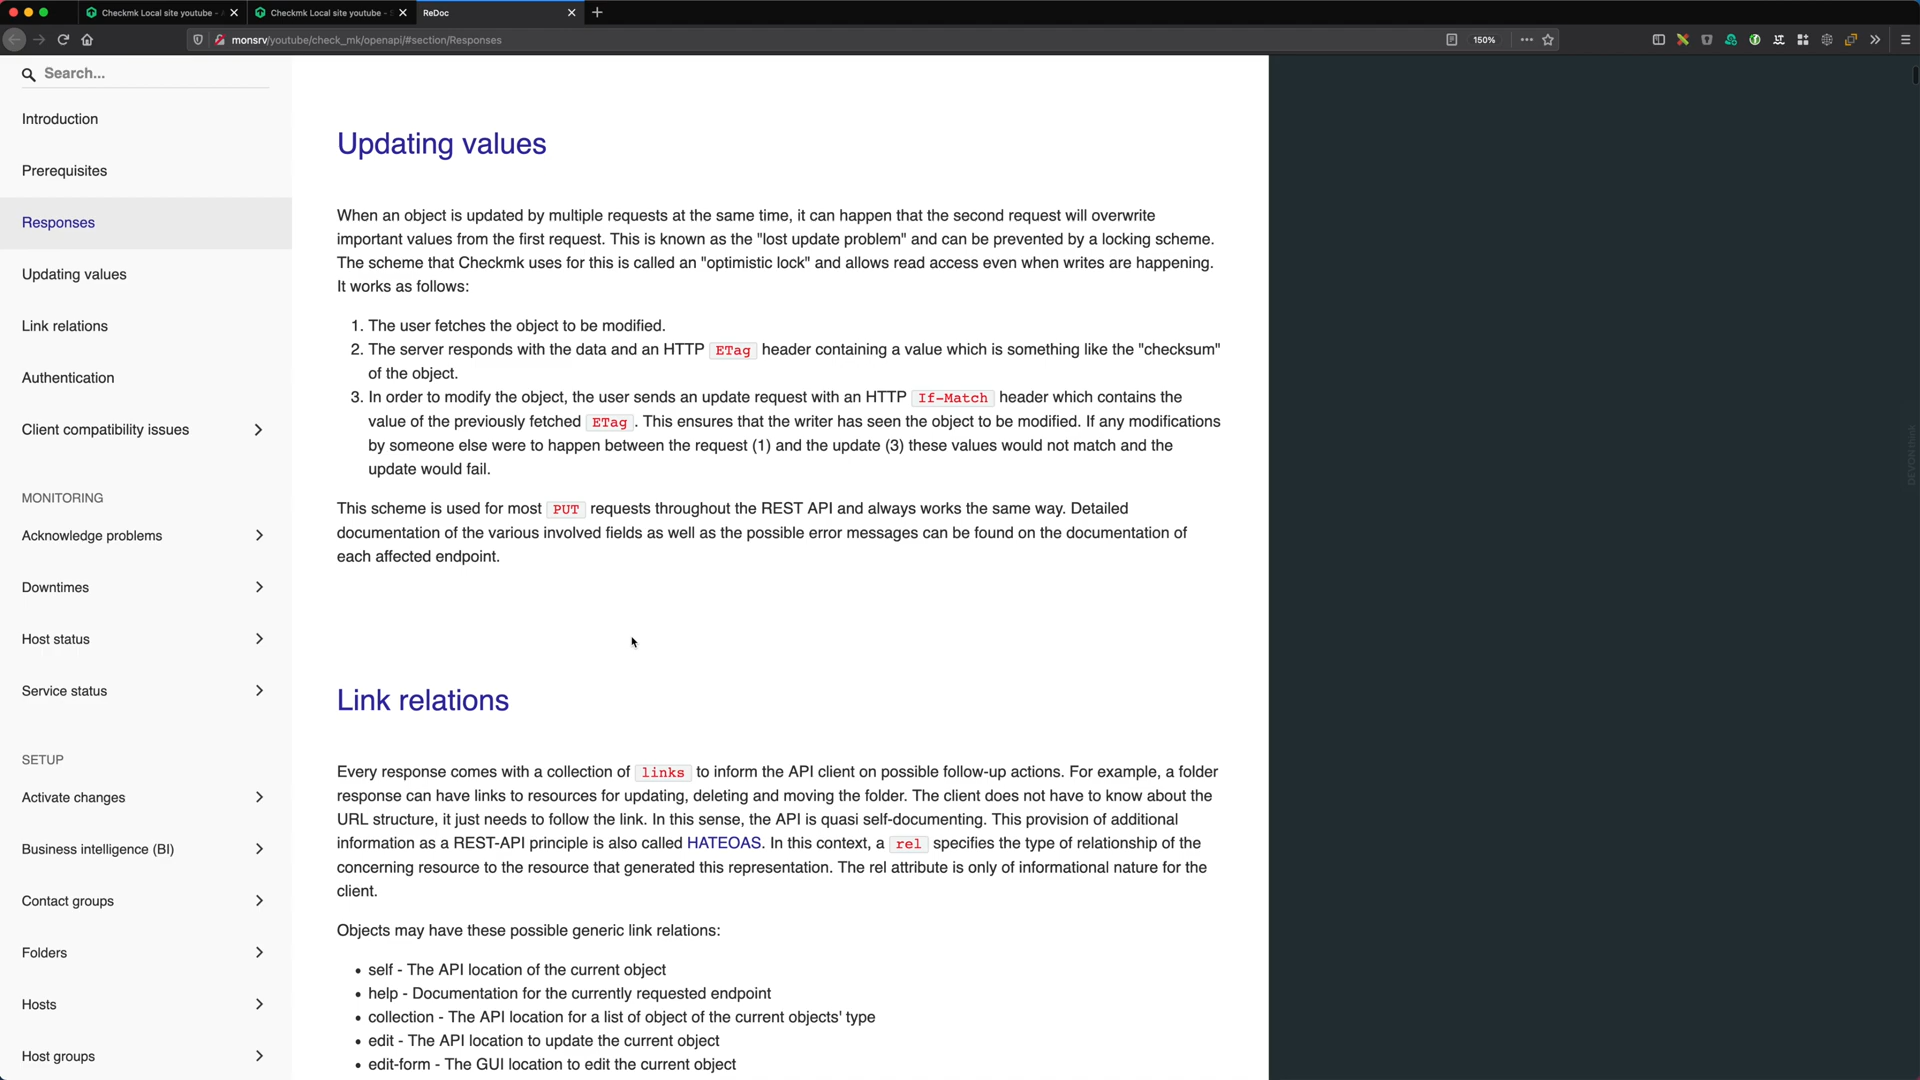 Checkmk Local site youtube -
Checkmk Local site youtube -
ReDoc
monsrv/youtube/check_mk/openapi/#section/Responses
150%
Search...
Introduction
Prerequisites
Responses
Updating values
Link relations
Authentication
Client compatibility issues
MONITORING
Acknowledge problems
Downtimes
Host status
Service status
SETUP
Activate changes
Business intelligence (BI)
Contact groups
Folders
Hosts
Host groups
Updating values
When an object is updated by multiple requests at the same time, it can happen that the second request will overwrite
important values from the first request. This is known as the "lost update problem" and can be prevented by a locking scheme.
The scheme that Checkmk uses for this is called an "optimistic lock" and allows read access even when writes are happening.
It works as follows:
1. The user fetches the object to be modified.
2. The server responds with the data and an HTTP ETag header containing a value which is something like the "checksum"
of the object.
3. In order to modify the object, the user sends an update request with an HTTP If-Match header which contains the
value of the previously fetched ETag . This ensures that the writer has seen the object to be modified. If any modifications
by someone else were to happen between the request (1) and the update (3) these values would not match and the
update would fail.
This scheme is used for most PUT requests throughout the REST API and always works the same way. Detailed
documentation of the various involved fields as well as the possible error messages can be found on the documentation of
each affected endpoint.
Link relations
Every response comes with a collection of links to inform the API client on possible follow-up actions. For example, a folder
response can have links to resources for updating, deleting and moving the folder. The client does not have to know about the
URL structure, it just needs to follow the link. In this sense, the API is quasi self-documenting. This provision of additional
information as a REST-API principle is also called HATEOAS. In this context, a rel specifies the type of relationship of the
concerning resource to the resource that generated this representation. The rel attribute is only of informational nature for the
client.
Objects may have these possible generic link relations:
• self - The API location of the current object
• help - Documentation for the currently requested endpoint
• collection - The API location for a list of object of the current objects' type
• edit - The API location to update the current object
• edit-form - The GUI location to edit the current object
DEVONthink